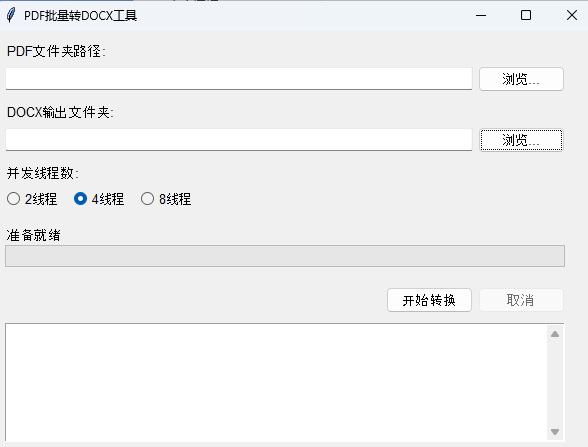 PDF批量转DOCX工具
PDF文件夹路径:
浏览...
DOCX输出文件夹:
浏览...
并发线程数:
2线程 4线程 8线程
准备就绪
开始转换 取消